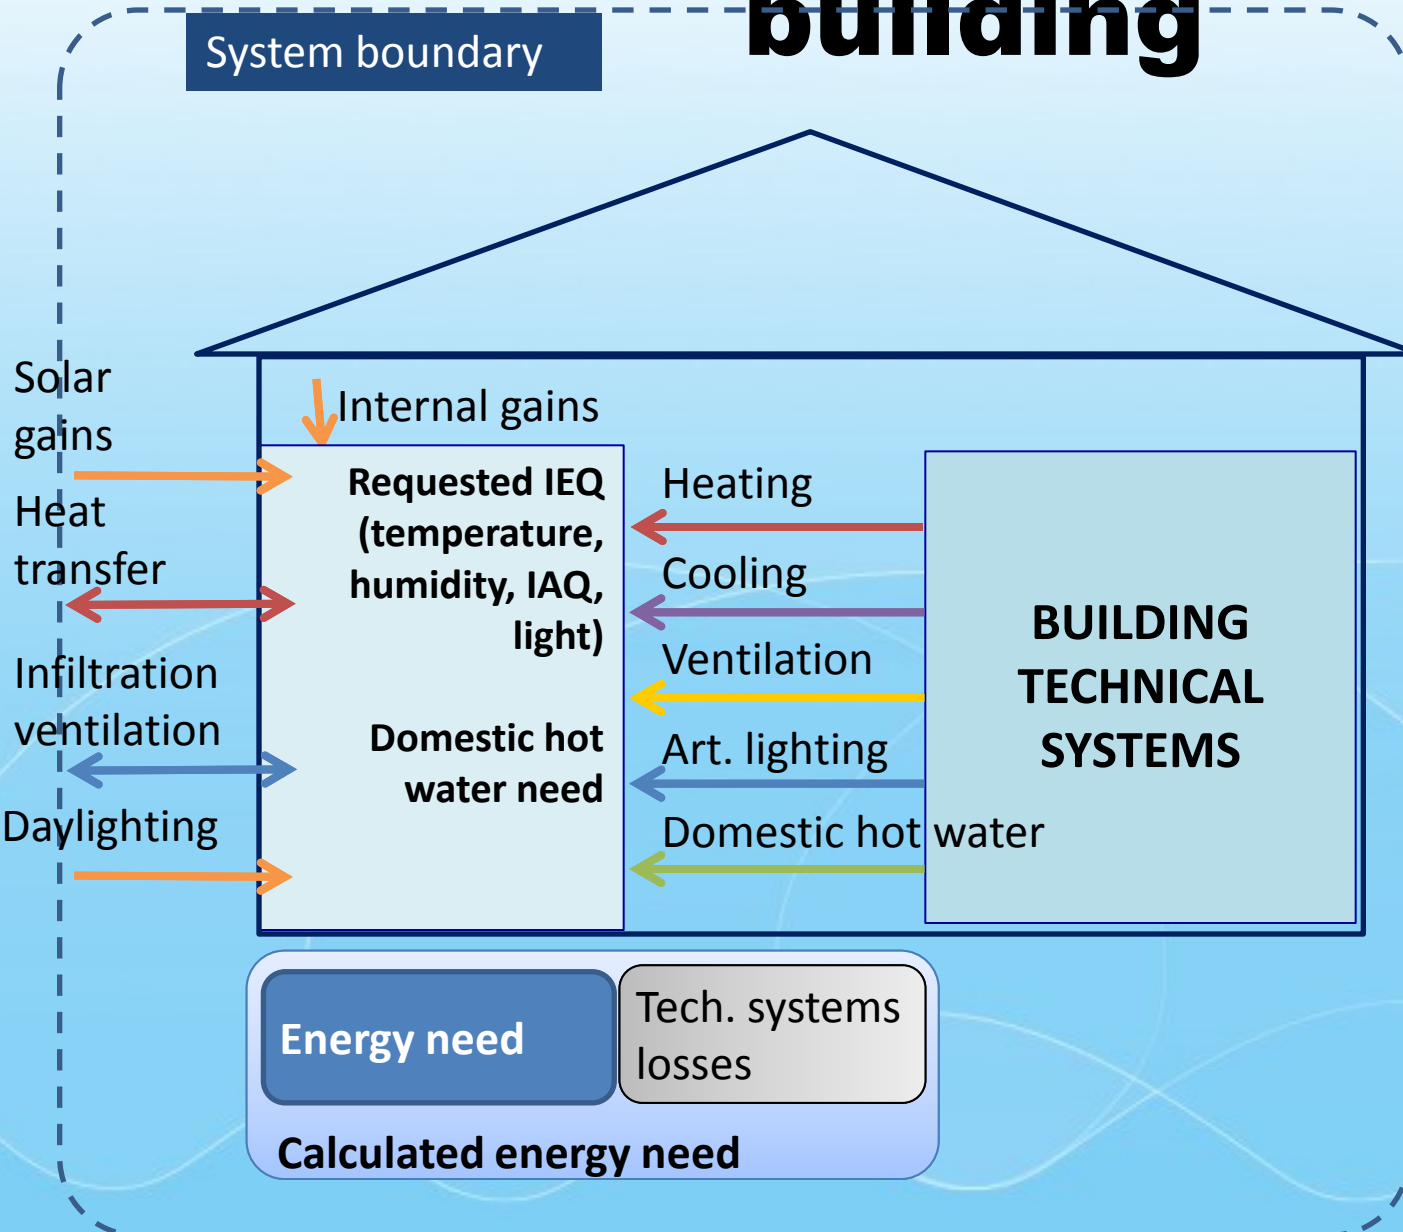 building
System boundary
Solar
gains
Internal gains
Heat
transfer
Infiltration
ventilation
Daylighting
Requested IEQ
(temperature,
humidity, IAQ,
light)
Domestic hot
water need
Heating
Cooling
Ventilation
Art. lighting
Domestic hot water
BUILDING
TECHNICAL
SYSTEMS
Energy need
Tech. systems
losses
Calculated energy need